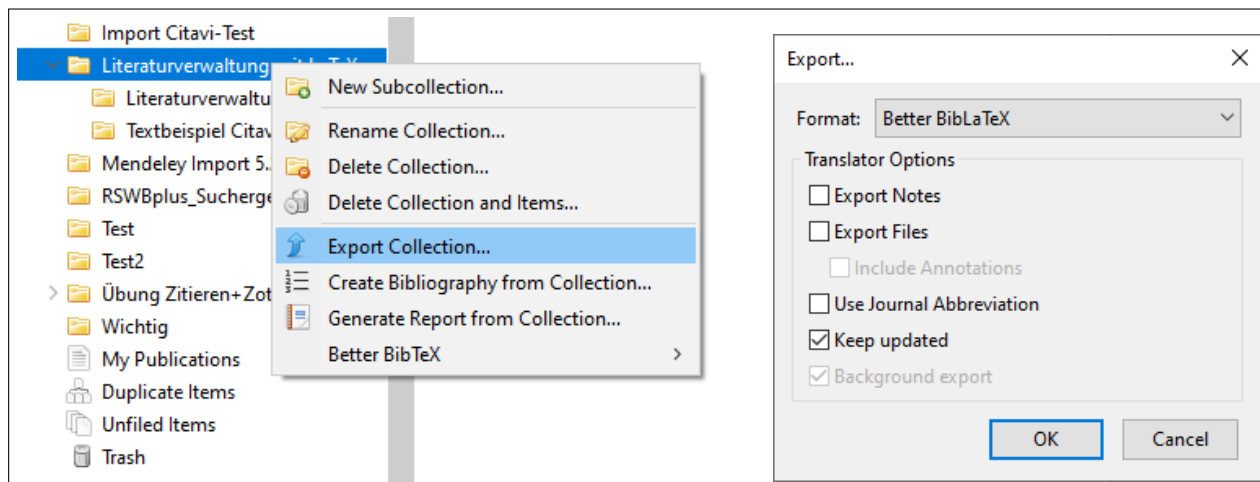 Import Citavi-Test
Literaturverwaltung mit LaTeX
Literaturverwaltu
Textbeispiel Citav
Mendeley Import 5.
RSWBplus_Sucherge
Test
Test2
Übung Zitieren+Zot
Wichtig
My Publications
Duplicate Items
Unfiled Items
Trash
New Subcollection...
Rename Collection...
Delete Collection...
Delete Collection and Items...
Export Collection...
Create Bibliography from Collection...
Generate Report from Collection...
Better BibTeX
Export...
Format: Better BibLaTeX
Translator Options
Export Notes
Export Files
Include Annotations
Use Journal Abbreviation
Keep updated
Background export
OK Cancel